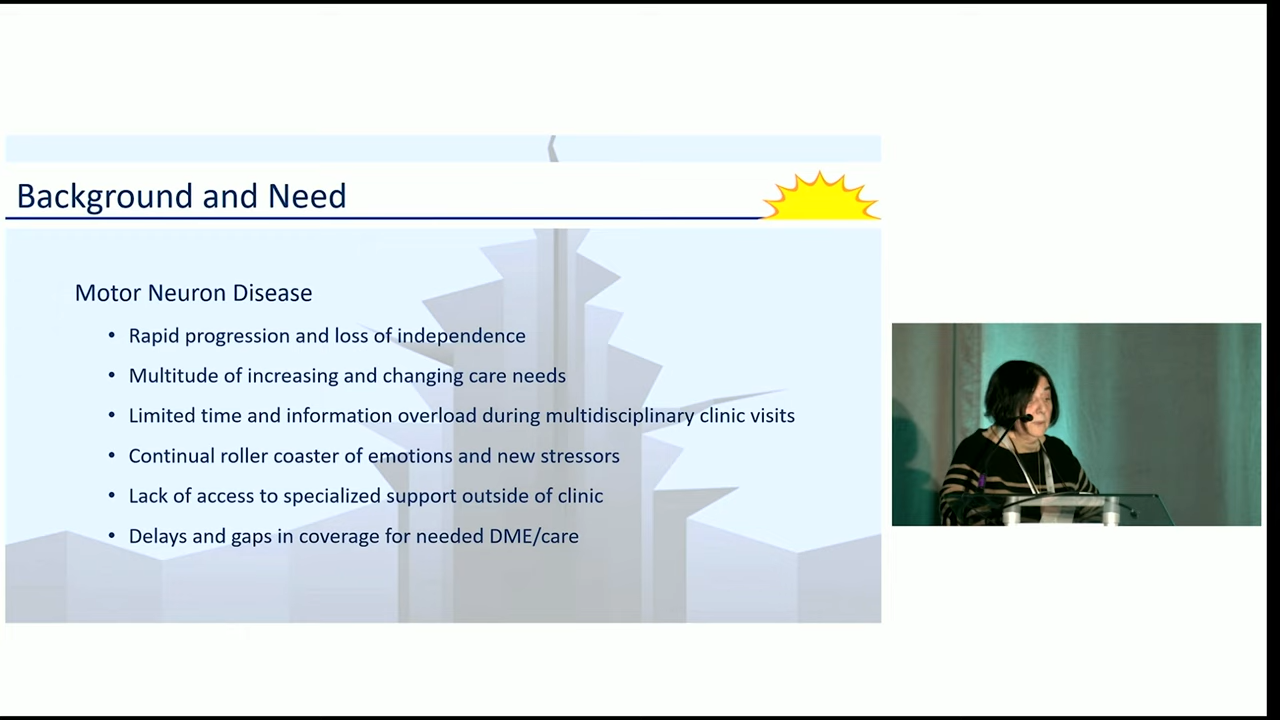 Background and Need
Motor Neuron Disease
• Rapid progression and loss of independence
• Multitude of increasing and changing care needs
• Limited time and information overload during multidisciplinary clinic visits
• Continual roller coaster of emotions and new stressors
• Lack of access to specialized support outside of clinic
• Delays and gaps in coverage for needed DME/care